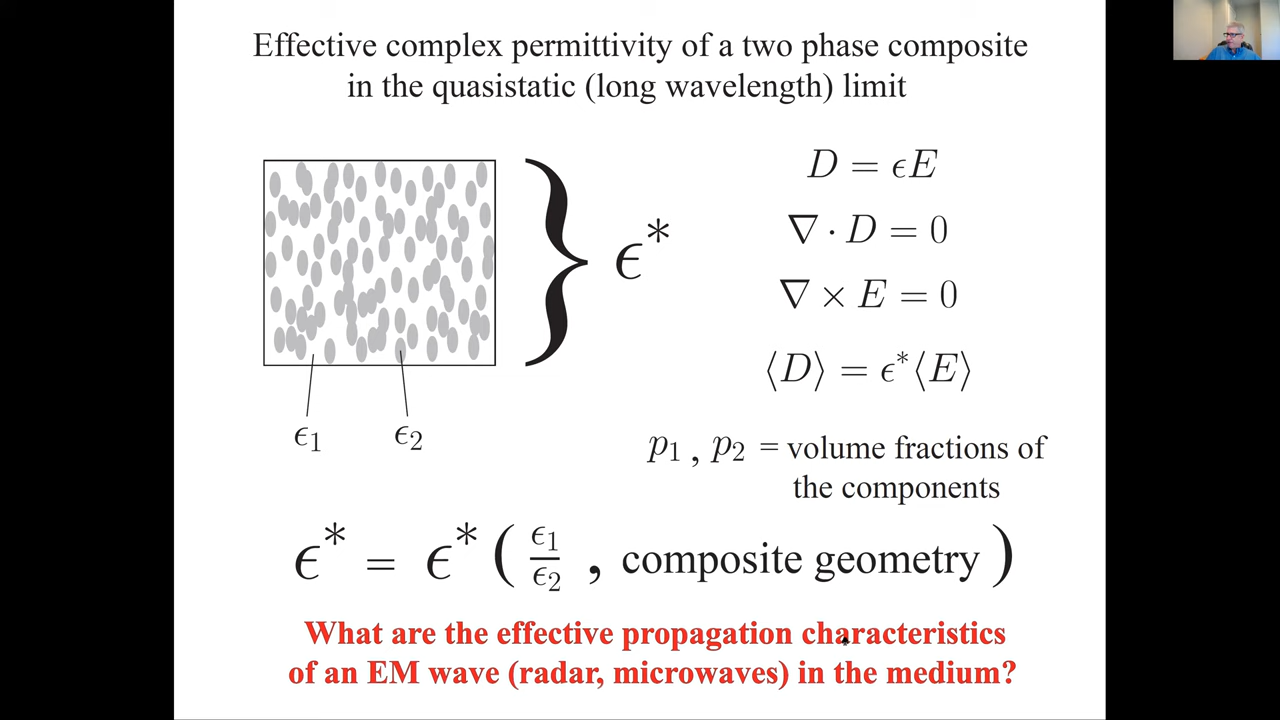 Effective complex permittivity of a two phase composite
in the quasistatic (long wavelength) limit
ϵ*
D = ϵE
∇ · D = 0
∇ × E = 0
⟨D⟩ = ϵ*⟨E⟩
ϵ₁ ϵ₂
p₁ , p₂ = volume fractions of
the components
ϵ* = ϵ* ( ϵ₁/ϵ₂ , composite geometry )
What are the effective propagation characteristics
of an EM wave (radar, microwaves) in the medium?